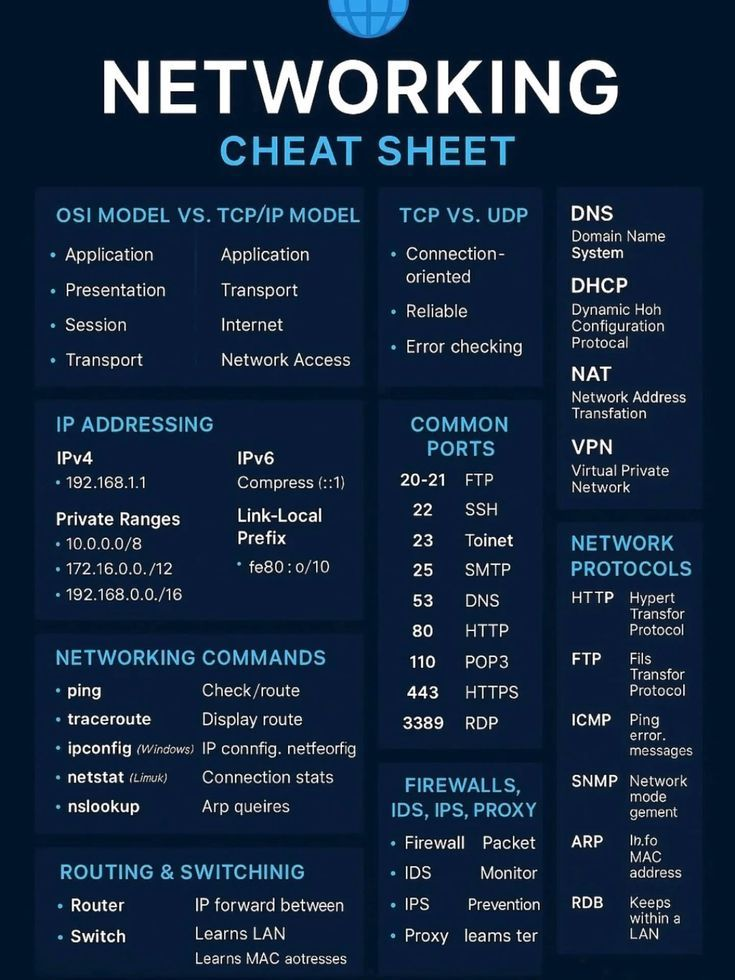 NETWORKING
CHEAT SHEET
OSI MODEL VS. TCP/IP MODEL
• Application Application
• Presentation Transport
• Session Internet
• Transport Network Access
TCP VS. UDP
• Connection-
oriented
• Reliable
• Error checking
DNS
Domain Name
System
DHCP
Dynamic Hoh
Configuration
Protocal
NAT
Network Address
Transfation
VPN
Virtual Private
Network
IP ADDRESSING
IPv4
• 192.168.1.1
Private Ranges
• 10.0.0.0/8
• 172.16.0.0./12
• 192.168.0.0./16
IPv6
Compress (::1)
Link-Local
Prefix
• fe80 : o/10
COMMON
PORTS
20-21 FTP
22 SSH
23 Toinet
25 SMTP
53 DNS
80 HTTP
110 POP3
443 HTTPS
3389 RDP
NETWORK
PROTOCOLS
HTTP Hypert
Transfor
Protocol
FTP Fils
Transfor
Protocol
ICMP Ping
error.
messages
SNMP Network
mode
gement
ARP In.fo
MAC
address
RDB Keeps
within a
LAN
NETWORKING COMMANDS
• ping Check/route
• traceroute Display route
• ipconfig (Windows) IP connfig. netfeorfig
• netstat (Limuk) Connection stats
• nslookup Arp queires
FIREWALLS,
IDS, IPS, PROXY
• Firewall Packet
• IDS Monitor
• IPS Prevention
• Proxy leams ter
ROUTING & SWITCHINIG
• Router IP forward between
• Switch Learns LAN
Learns MAC aotresses